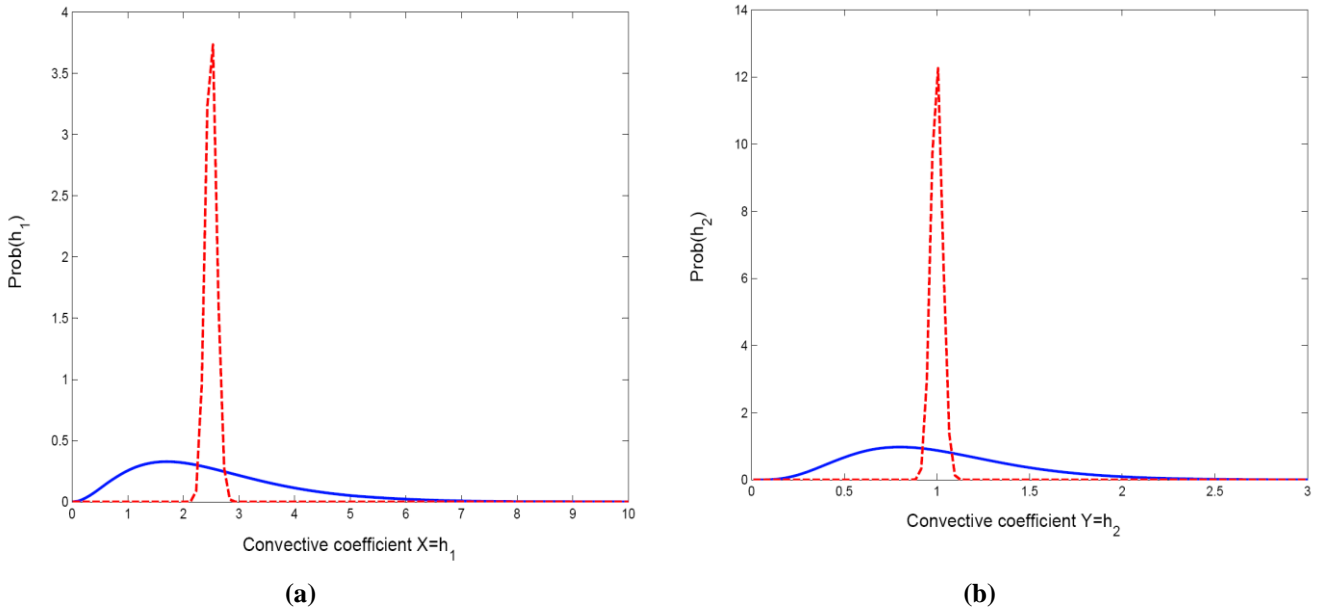 4
3.5
3
2.5
2
1.5
1
0.5
0
Prob(h1)
0 1 2 3 4 5 6 7 8 9 10
Convective coefficient X=h1
(a)
14
12
10
8
6
4
2
0
Prob(h2)
0 0.5 1 1.5 2 2.5 3
Convective coefficient Y=h2
(b)